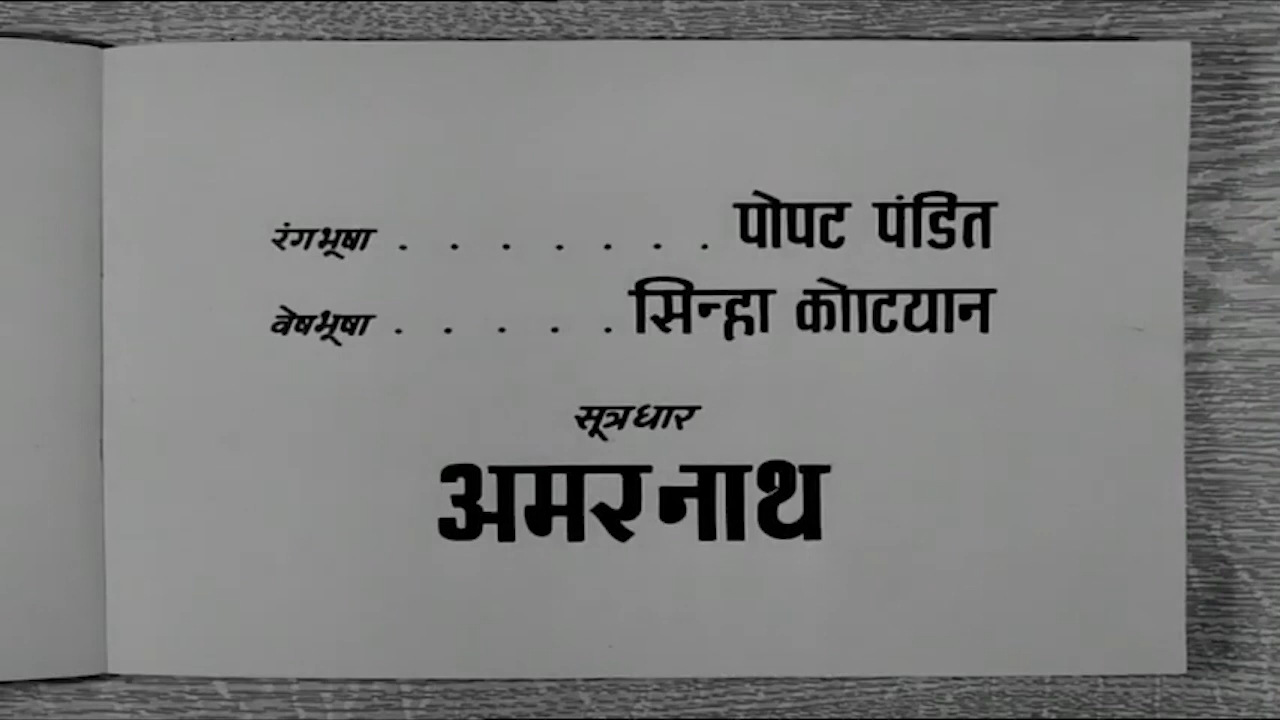 रंगभूषा . . . . . . . पोपट पंडित
वेषभूषा . . . . . सिन्हा कोाटयान
सूत्रधार
अमरनाथ